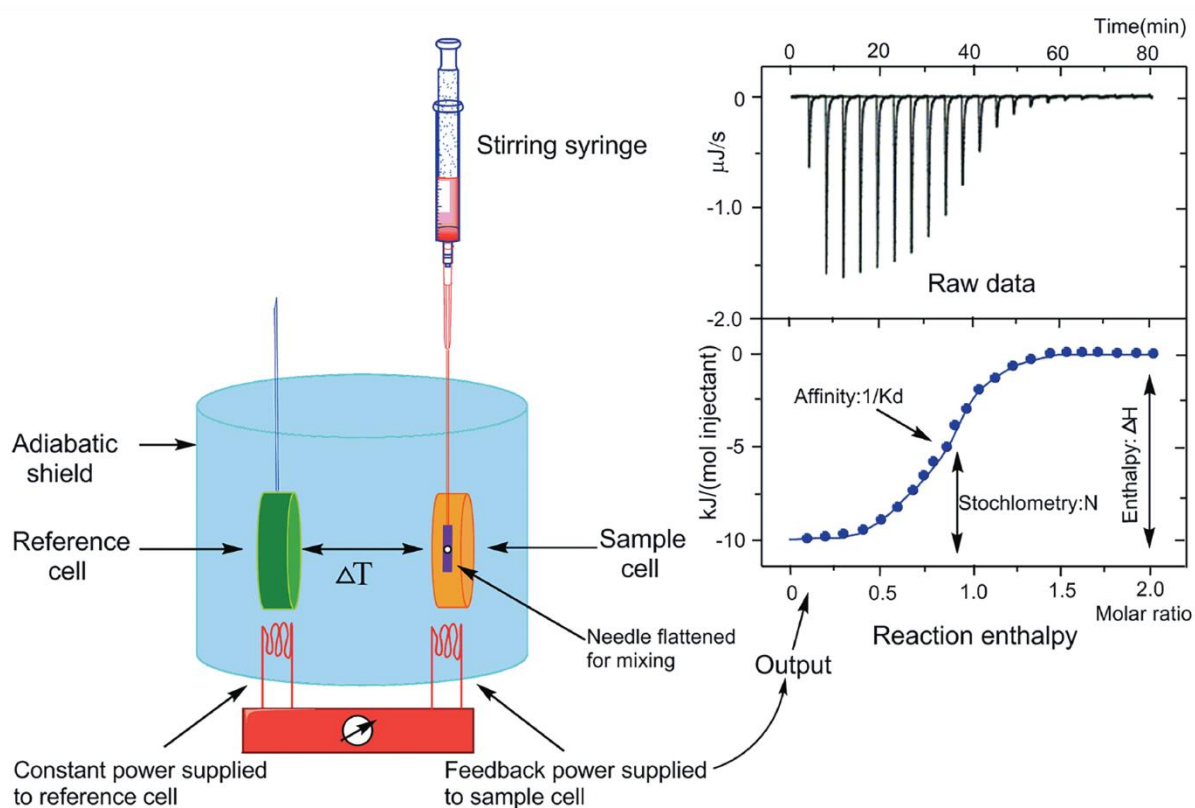 Stirring syringe
Adiabatic
shield
Reference
cell
ΔT
Sample
cell
Needle flattened
for mixing
Constant power supplied
to reference cell
Feedback power supplied
to sample cell
Output
Time(min)
0 20 40 60 80
0
-1.0
-2.0
μJ/s
Raw data
0
-5
-10
kJ/(mol injectant)
Affinity:1/Kd
Stochlometry:N
Enthalpy: ΔH
0 0.5 1.0 1.5 2.0
Molar ratio
Reaction enthalpy